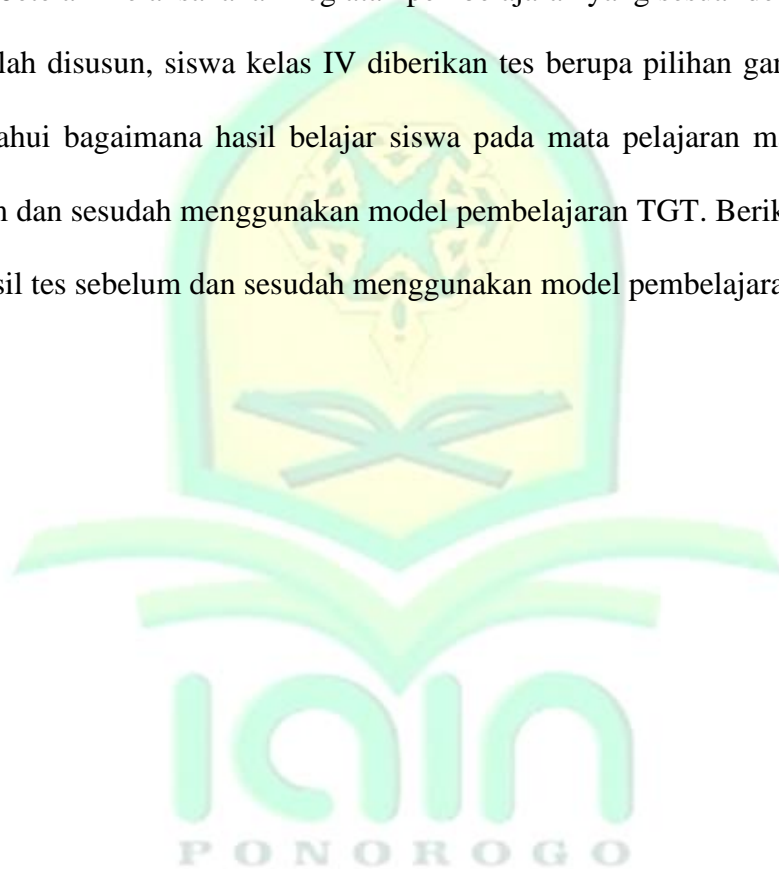 lah disusun, siswa kelas IV diberikan tes berupa pilihan gan
ahui bagaimana hasil belajar siswa pada mata pelajaran m
n dan sesudah menggunakan model pembelajaran TGT. Berik
sil tes sebelum dan sesudah menggunakan model pembelajara
iain
PONOROGO